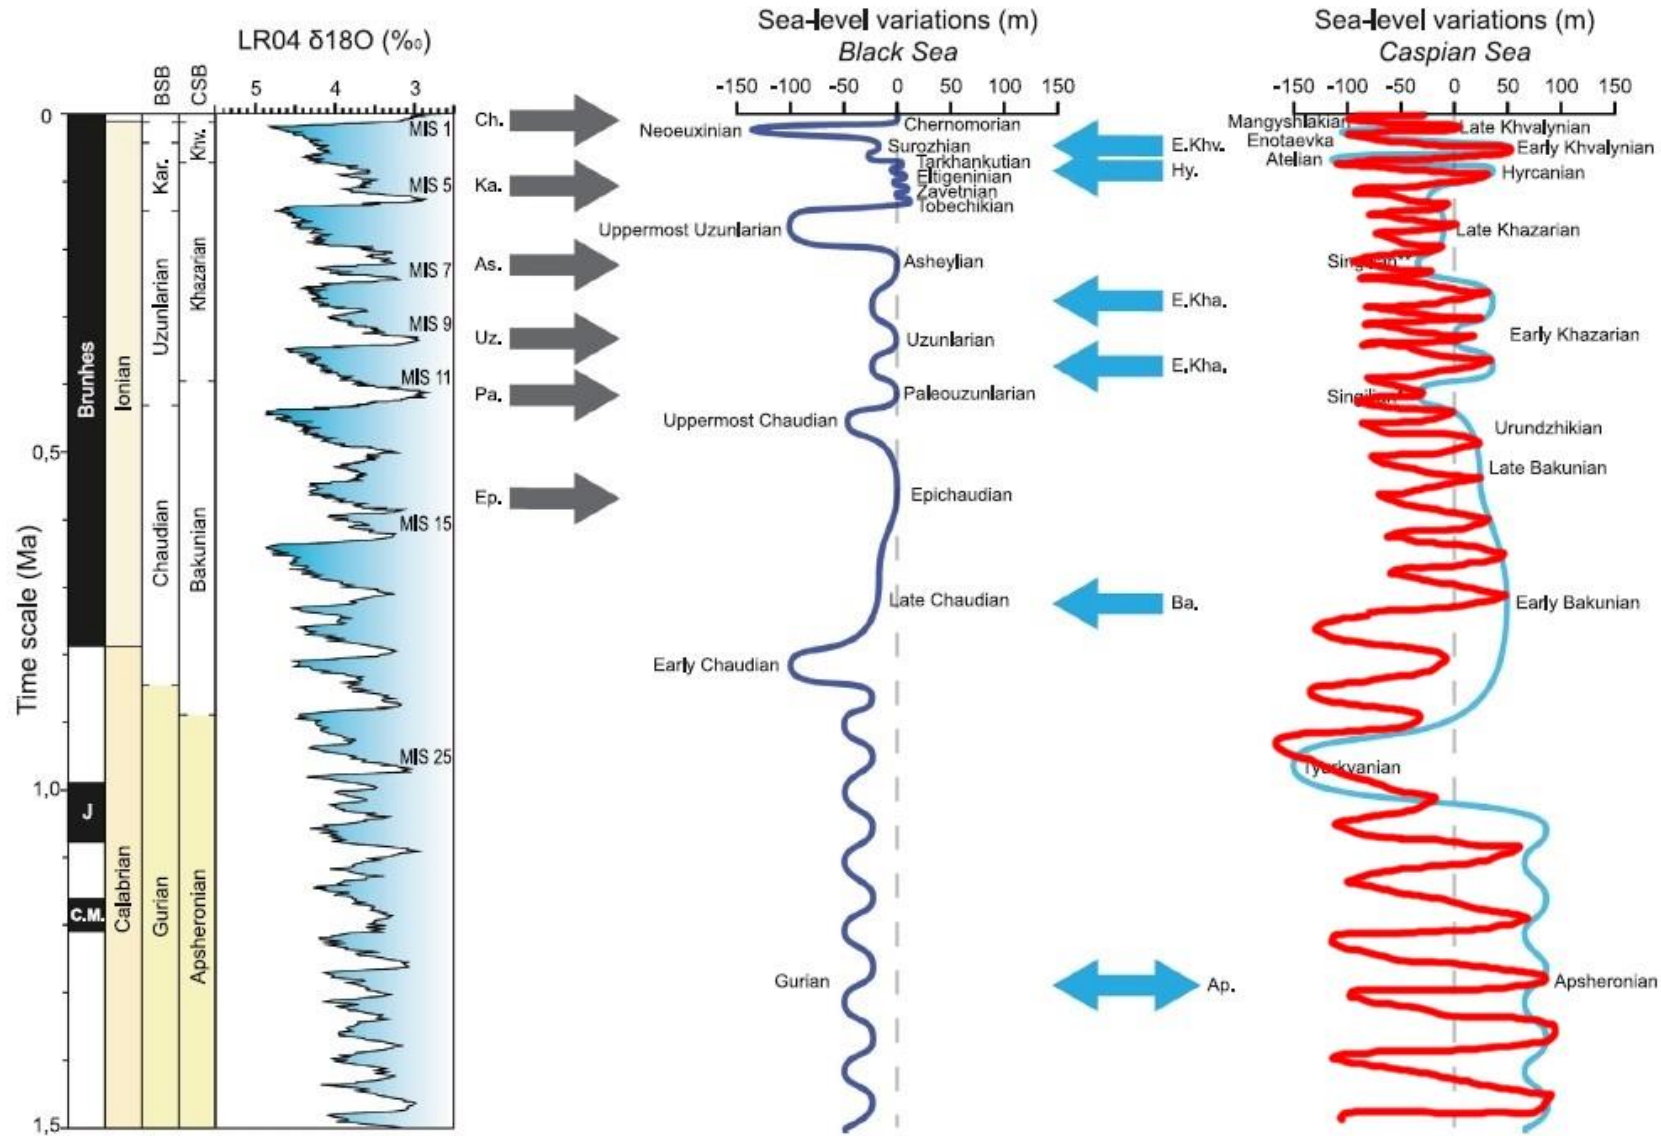 LR04 δ18O (‰)
Sea-level variations (m)
Black Sea
Sea-level variations (m)
Caspian Sea
BSB
CSB
5 4 3
-150 -100 -50 0 50 100 150
-150 -100 -50 0 50 100 150
Time scale (Ma)
0
0,5
1,0
1,5
Brunhes
J
C.M.
Ionian
Calabrian
Kar.
Uzunlarian
Chaudian
Gurian
Khv.
Khazarian
Bakunian
Apsheronian
MIS 1
MIS 5
MIS 7
MIS 9
MIS 11
MIS 15
MIS 25
Ch.
Ka.
As.
Uz.
Pa.
Ep.
Neoeuxinian
Chernomorian
Surozhian
Tarkhankutian
Eltigeninian
Zavetnian
Tobechikian
Uppermost Uzunlarian
Asheylian
Uzunlarian
Paleouzunlarian
Uppermost Chaudian
Epichaudian
Late Chaudian
Early Chaudian
Gurian
E.Khv.
Hy.
E.Kha.
E.Kha.
Ba.
Ap.
Mangyshlakian
Late Khvalynian
Enotaevka
Early Khvalynian
Atelian
Hyrcanian
Late Khazarian
Early Khazarian
Urundzhikian
Late Bakunian
Early Bakunian
Tyurkyanian
Apsheronian